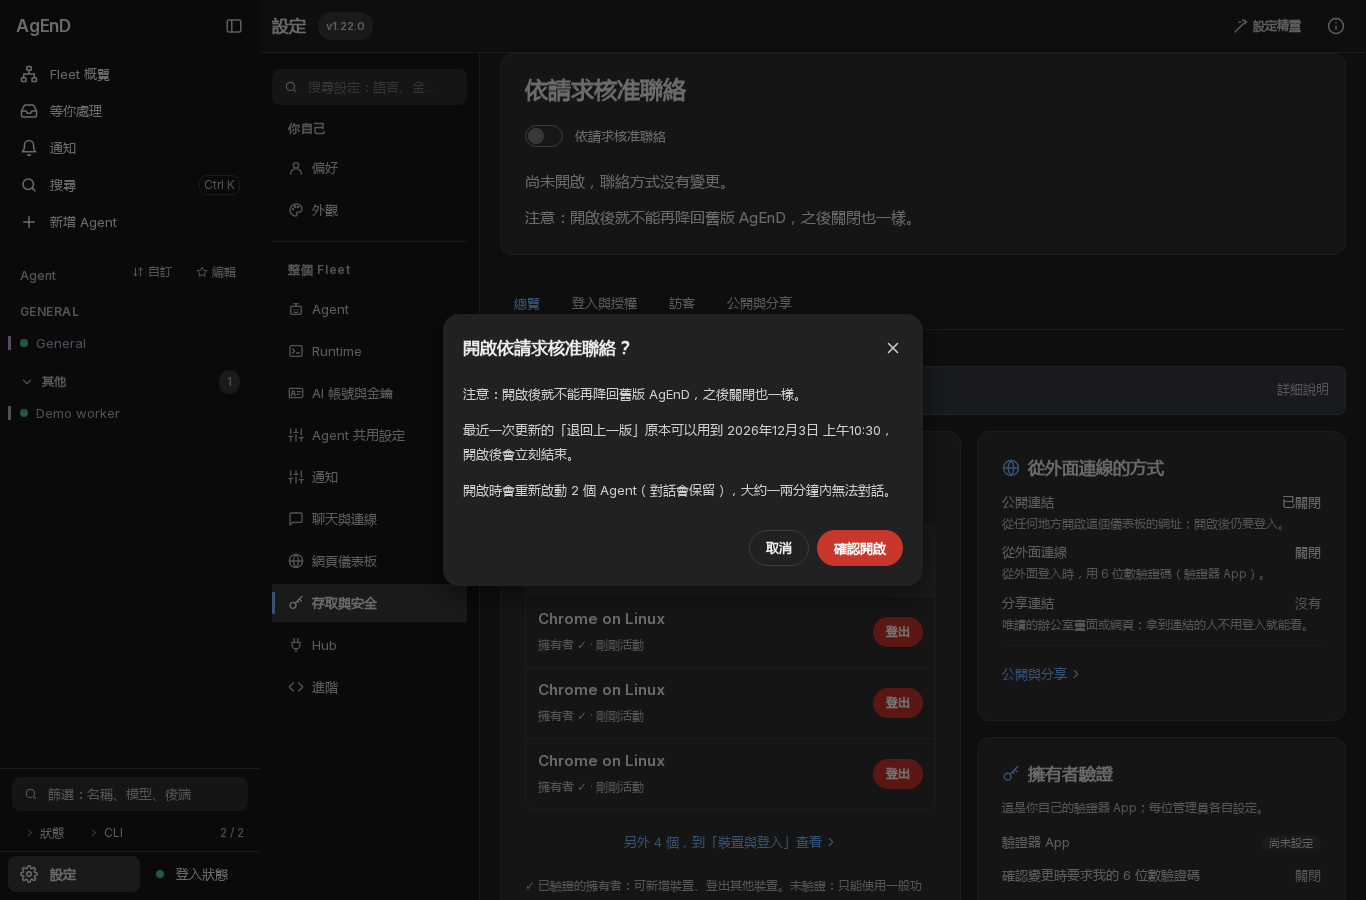 AgEnD
Fleet 概覽
等你處理
通知
搜尋
Ctrl K
新增 Agent
Agent
自訂
編輯
GENERAL
General
其他
1
Demo worker
篩選：名稱、模型、後端
狀態
CLI
2 / 2
設定
登入狀態
設定
v1.22.0
設定精靈
搜尋設定：語言、金…
你自己
偏好
外觀
整個 Fleet
Agent
Runtime
AI 帳號與金鑰
Agent 共用設定
通知
聊天與連線
網頁儀表板
存取與安全
Hub
進階
依請求核准聯絡
依請求核准聯絡
尚未開啟，聯絡方式沒有變更。
注意：開啟後就不能再降回舊版 AgEnD，之後關閉也一樣。
總覽
登入與授權
訪客
公開與分享
詳細說明
開啟依請求核准聯絡？
注意：開啟後就不能再降回舊版 AgEnD，之後關閉也一樣。
最近一次更新的「退回上一版」原本可以用到 2026年12月3日 上午10:30，
開啟後會立刻結束。
開啟時會重新啟動 2 個 Agent（對話會保留），大約一兩分鐘內無法對話。
取消
確認開啟
Chrome on Linux
擁有者 ✓ · 剛剛活動
登出
Chrome on Linux
擁有者 ✓ · 剛剛活動
登出
Chrome on Linux
擁有者 ✓ · 剛剛活動
登出
另外 4 個，到「裝置與登入」查看
✓ 已驗證的擁有者：可新增裝置、登出其他裝置。未驗證：只能使用一般功
從外面連線的方式
公開連結
已關閉
從任何地方開啟這個儀表板的網址；開啟後仍要登入。
從外面連線
關閉
從外面登入時，用 6 位數驗證碼（驗證器 App）。
分享連結
沒有
唯讀的辦公室畫面或網頁；拿到連結的人不用登入就能看。
公開與分享
擁有者驗證
這是你自己的驗證器 App；每位管理員各自設定。
驗證器 App
尚未設定
確認變更時要求我的 6 位數驗證碼
關閉